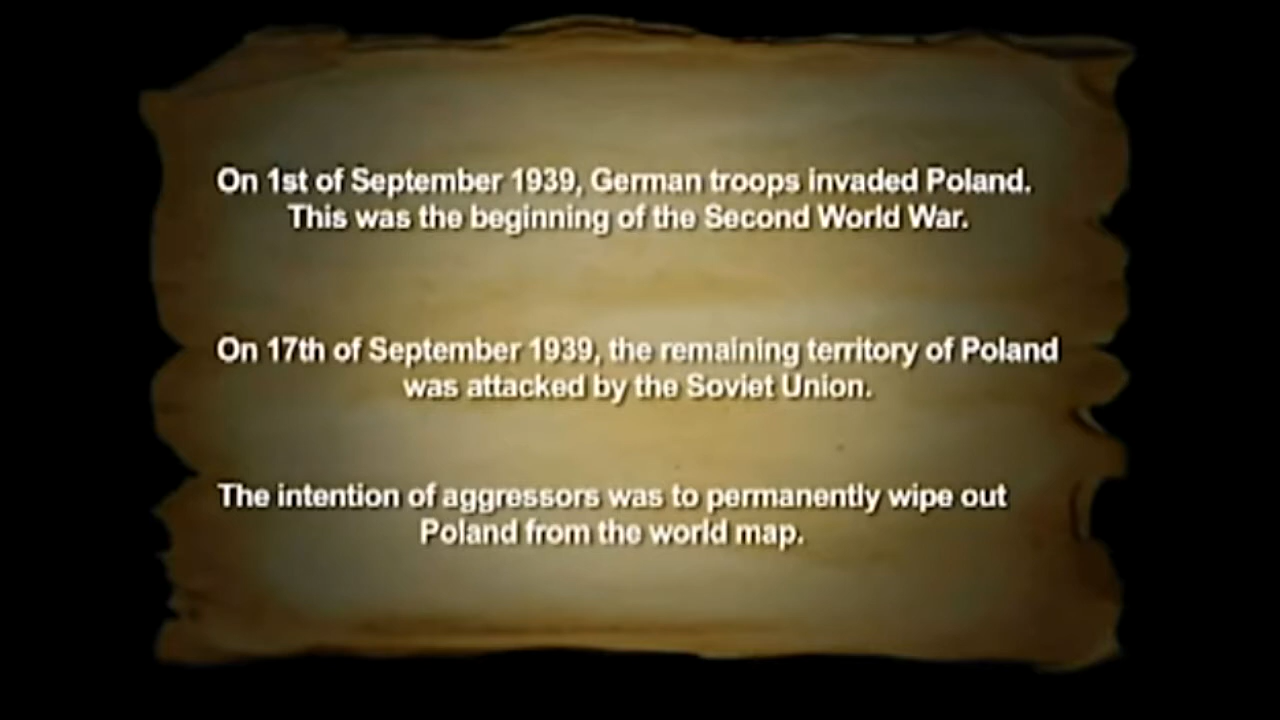 On 1st of September 1939, German troops invaded Poland.
This was the beginning of the Second World War.
On 17th of September 1939, the remaining territory of Poland
was attacked by the Soviet Union.
The intention of aggressors was to permanently wipe out
Poland from the world map.